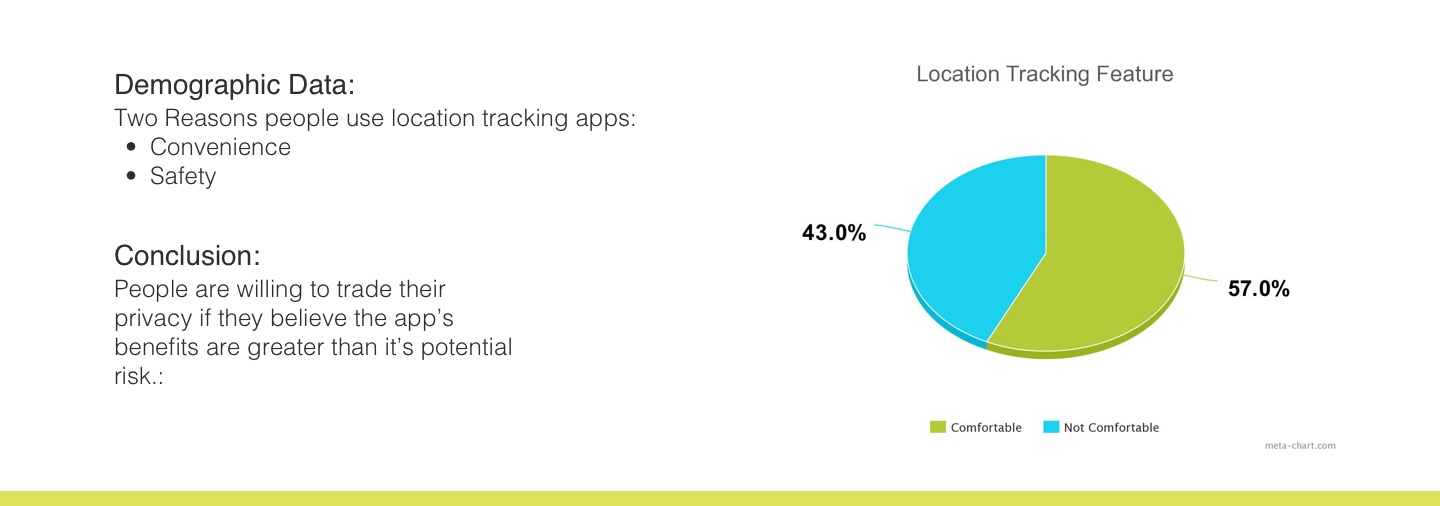 Demographic Data:
Two Reasons people use location tracking apps:
• Convenience
• Safety
Conclusion:
People are willing to trade their
privacy if they believe the app's
benefits are greater than it's potential
risk.:
Location Tracking Feature
43.0%
57.0%
Comfortable Not Comfortable
meta-chart.com